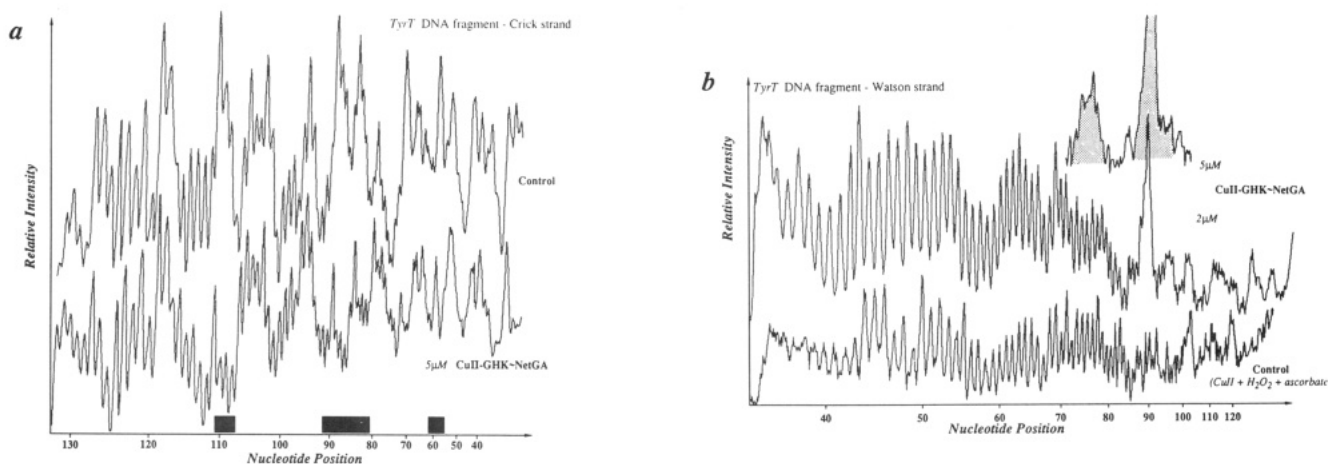 a
TyrT DNA fragment - Crick strand
Relative Intensity
Control
5μM CuII-GHK~NetGA
130 120 110 100 90 80 70 60 50 40
Nucleotide Position
b
TyrT DNA fragment - Watson strand
Relative Intensity
5μM
CuII-GHK~NetGA
2μM
Control
(CuII + H2O2 + ascorbate
40 50 60 70 80 90 100 110 120
Nucleotide Position